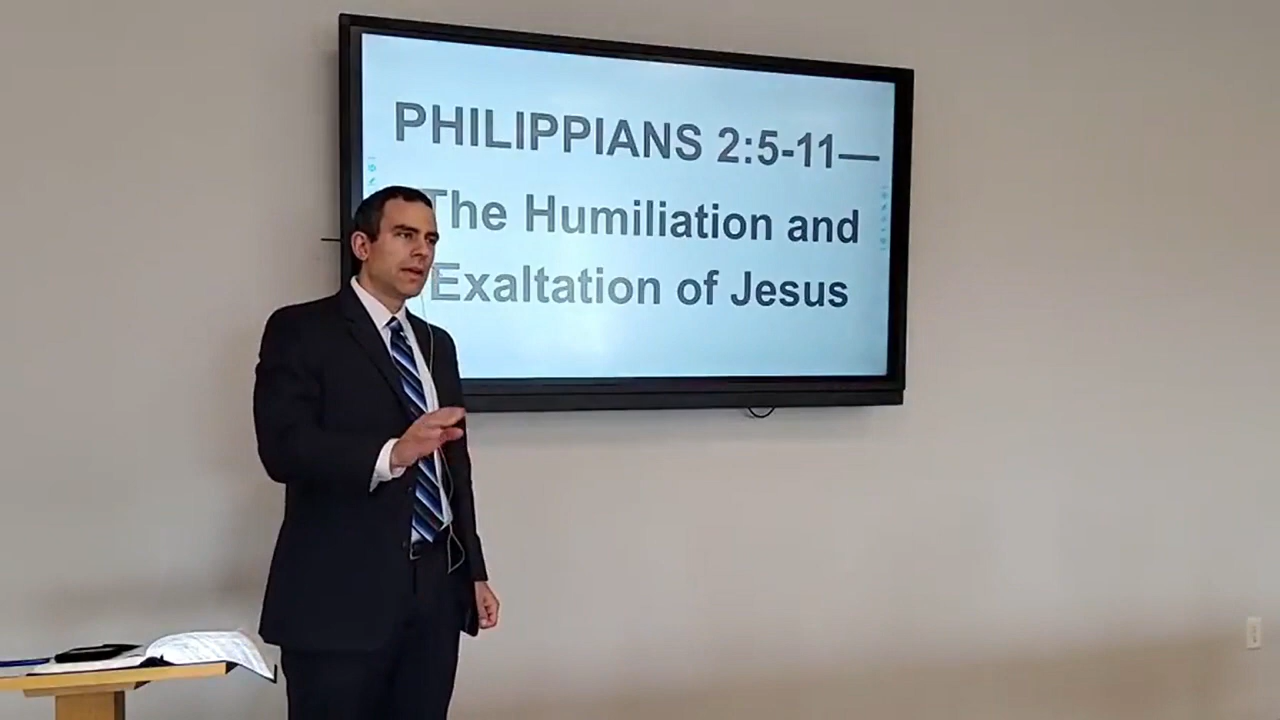 PHILIPPIANS 2:5-11—
The Humiliation and
Exaltation of Jesus